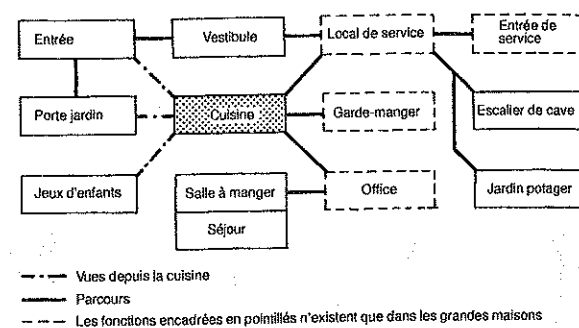 Entrée
Vestibule
Local de service
Entrée de
service
Porte jardin
Cuisine
Garde-manger
Escalier de cave
Jeux d'enfants
Salle à manger
Office
Jardin potager
Séjour
Vues depuis la cuisine
Parcours
Les fonctions encadrées en pointillés n'existent que dans les grandes maisons